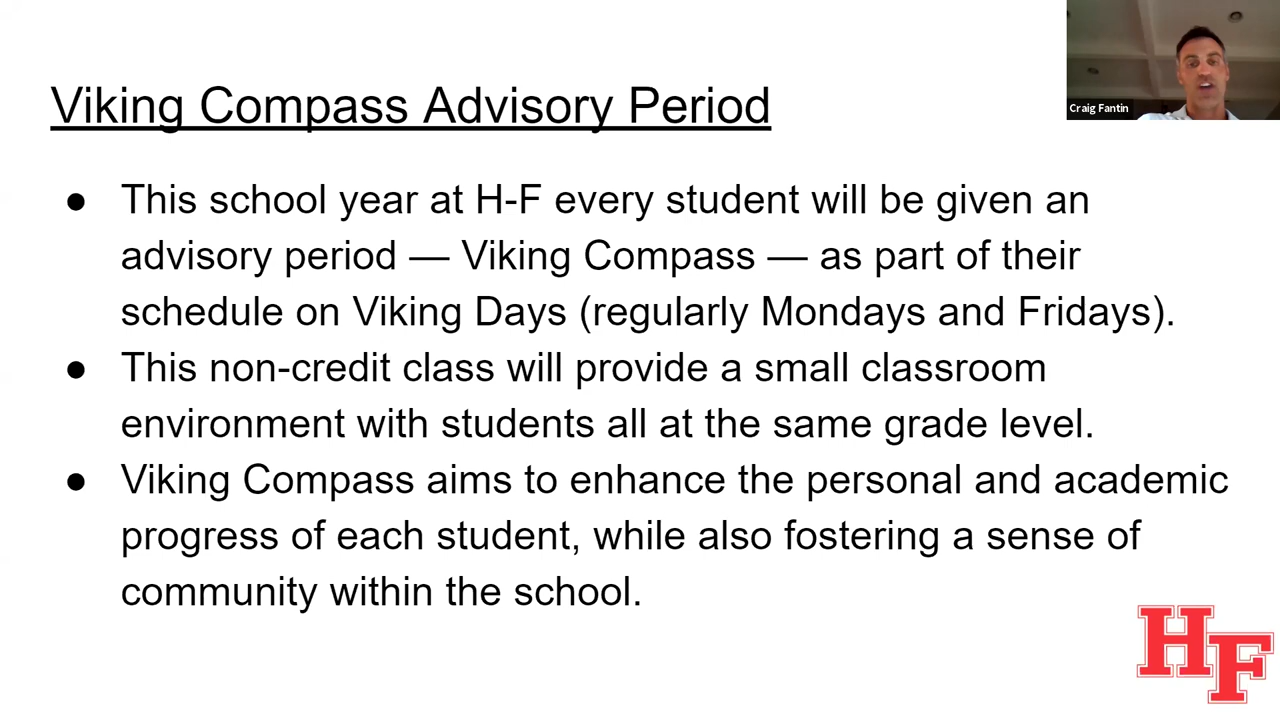 Craig Fantin
Viking Compass Advisory Period
● This school year at H-F every student will be given an
advisory period — Viking Compass — as part of their
schedule on Viking Days (regularly Mondays and Fridays).
● This non-credit class will provide a small classroom
environment with students all at the same grade level.
● Viking Compass aims to enhance the personal and academic
progress of each student, while also fostering a sense of
community within the school.
HF